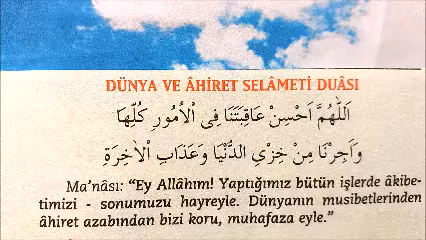 DÜNYA VE ÂHİRET SELÂMETİ DUÂSI
اَللّٰهُمَّ اَحْسِنْ عَاقِبَتَنَا فِى الْاُمُورِ كُلِّهَا
وَاَجِرْنَا مِنْ خِزْىِ الدُّنْيَا وَعَذَابِ الْاٰخِرَةِ
Ma'nâsı: “Ey Allâhım! Yaptığımız bütün işlerde âkibe-
timizi - sonumuzu hayreyle. Dünyanın musibetlerinden
âhiret azabından bizi koru, muhafaza eyle.”